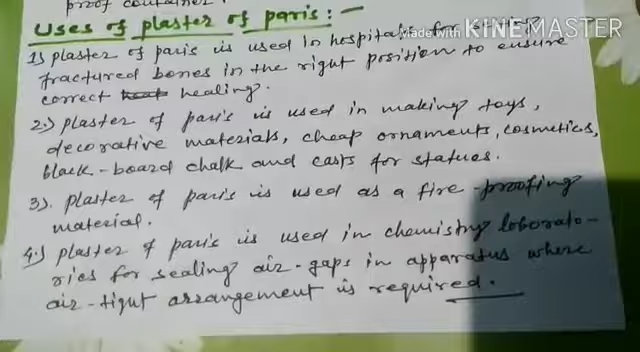 proof container.
Uses of plaster of paris : -
1) plaster of paris is used in hospitals for setting
Made with KINEMASTER
fractured bones in the right position to ensure
correct healing.
2.) plaster of paris is used in making toys,
decorative materials, cheap ornaments, cosmetics,
black-board chalk and casts for statues.
3). plaster of paris is used as a fire-proofing
material.
4.) plaster of paris is used in chemistry loborato-
ries for sealing air-gaps in apparatus where
air-tight arrangement is required.